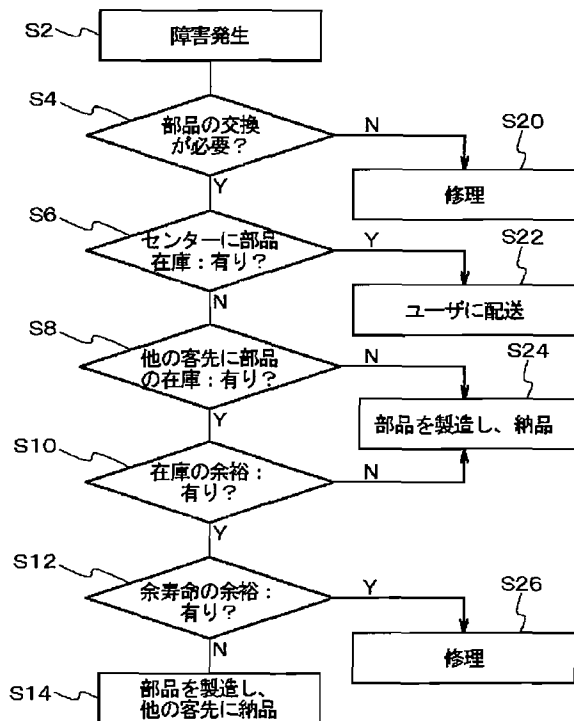 S2
障害発生
S4
部品の交換
が必要？
N
S20
修理
Y
S6
センターに部品
在庫：有り？
Y
S22
ユーザに配送
N
S8
他の客先に部品
の在庫：有り？
N
S24
部品を製造し、納品
Y
S10
在庫の余裕：
有り？
N
Y
S12
余寿命の余裕：
有り？
Y
S26
修理
N
S14
部品を製造し、
他の客先に納品